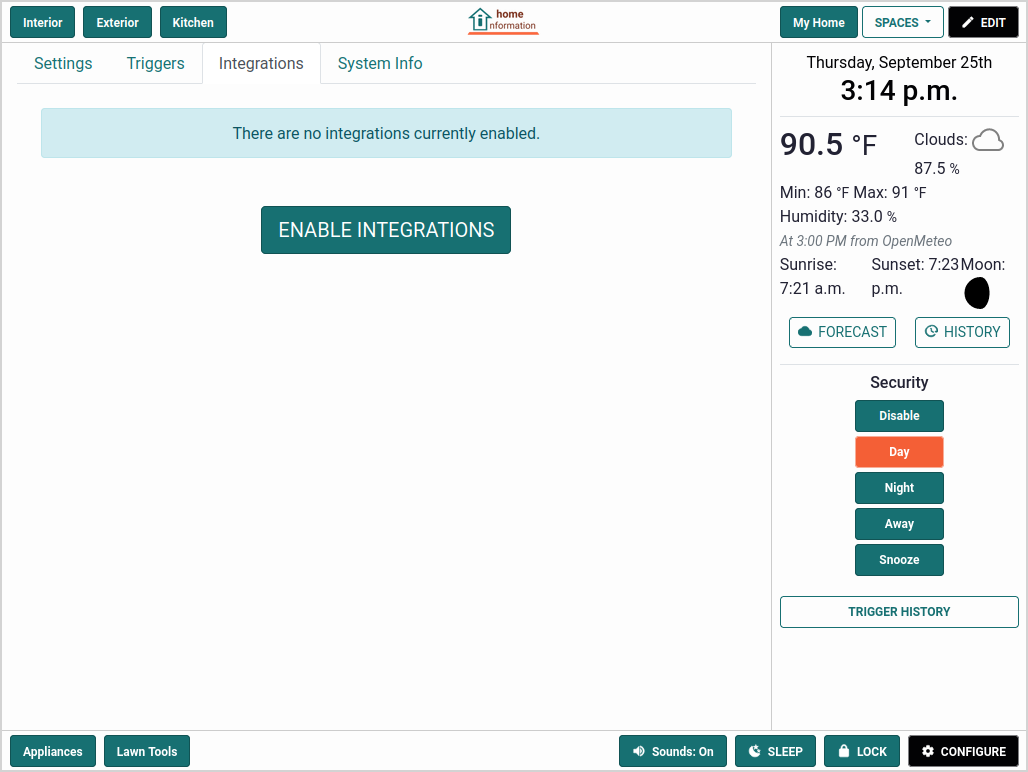 Interior Exterior Kitchen
home
nformation
My Home SPACES EDIT
Settings Triggers Integrations System Info
There are no integrations currently enabled.
ENABLE INTEGRATIONS
Thursday, September 25th
3:14 p.m.
90.5 °F
Clouds:
87.5 %
Min: 86 °F Max: 91 °F
Humidity: 33.0 %
At 3:00 PM from OpenMeteo
Sunrise: Sunset: 7:23 Moon:
7:21 a.m. p.m.
FORECAST HISTORY
Security
Disable
Day
Night
Away
Snooze
TRIGGER HISTORY
Appliances Lawn Tools Sounds: On SLEEP LOCK CONFIGURE